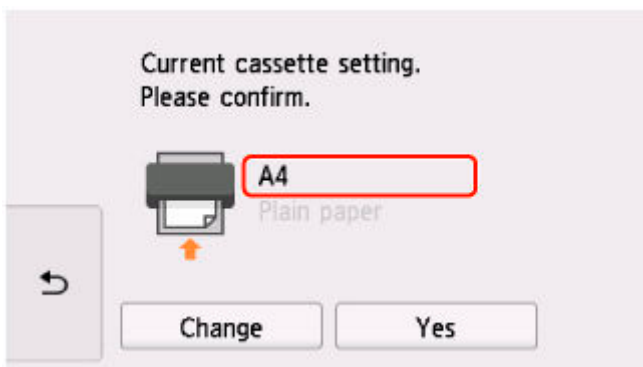 Current cassette setting.
Please confirm.
A4
Plain paper
Change
Yes